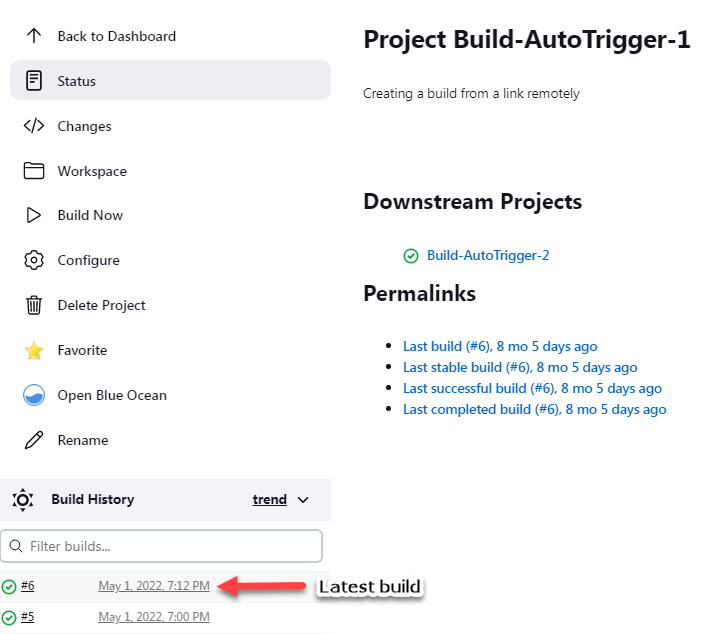 Back to Dashboard
Status
Changes
Workspace
Build Now
Configure
Delete Project
Favorite
Open Blue Ocean
Rename
Build History trend
Filter builds...
#6 May 1, 2022, 7:12 PM Latest build
#5 May 1, 2022, 7:00 PM
Project Build-AutoTrigger-1
Creating a build from a link remotely
Downstream Projects
Build-AutoTrigger-2
Permalinks
Last build (#6), 8 mo 5 days ago
Last stable build (#6), 8 mo 5 days ago
Last successful build (#6), 8 mo 5 days ago
Last completed build (#6), 8 mo 5 days ago